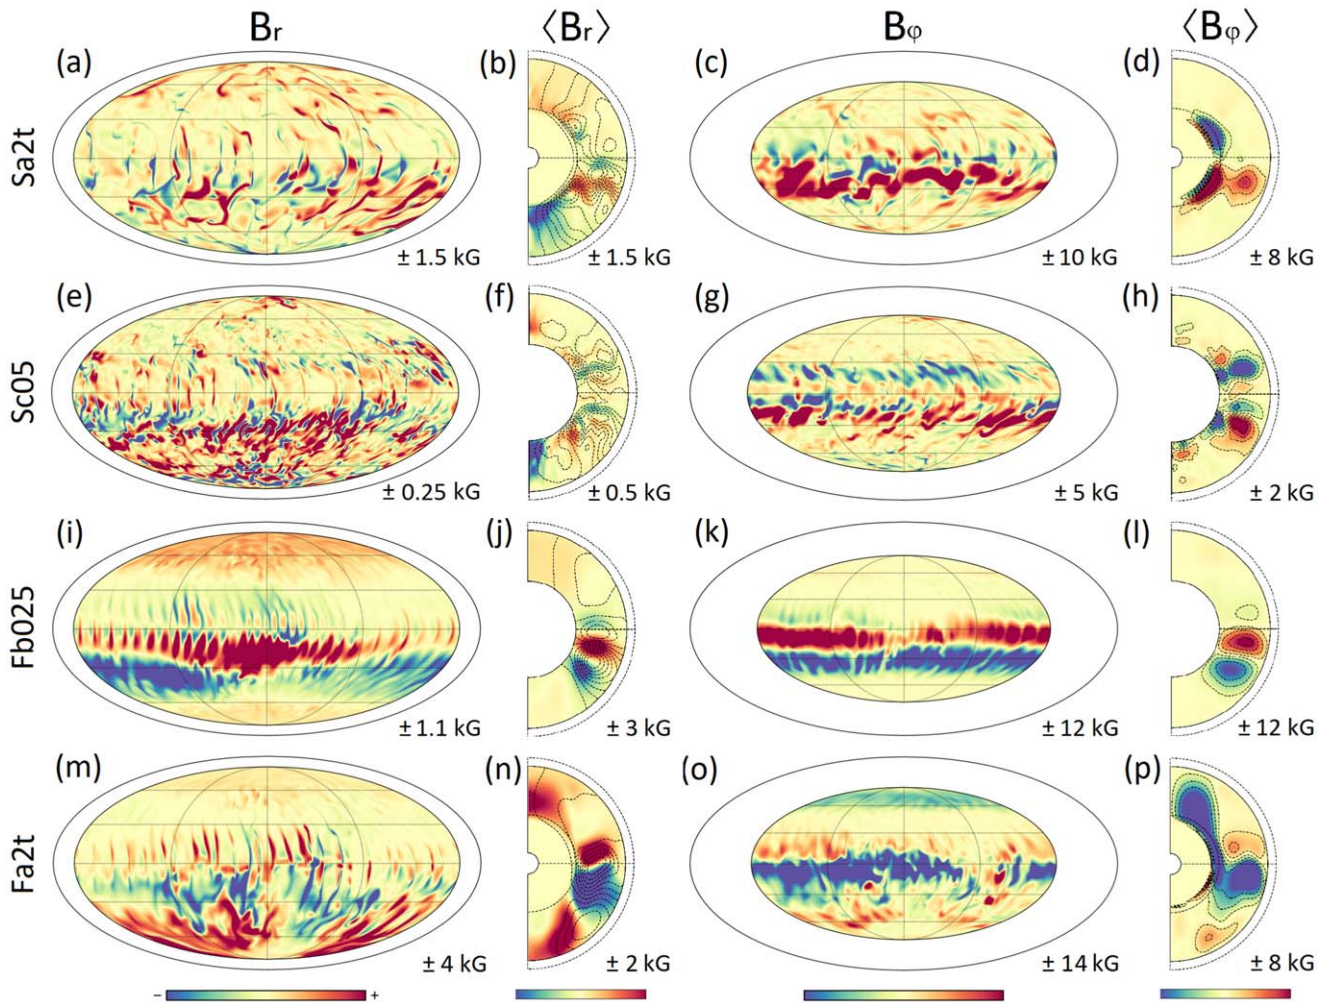 Br ⟨Br⟩ Bφ ⟨Bφ⟩
Sa2t
(a) (b) (c) (d)
± 1.5 kG ± 1.5 kG ± 10 kG ± 8 kG
Sc05
(e) (f) (g) (h)
± 0.25 kG ± 0.5 kG ± 5 kG ± 2 kG
Fb025
(i) (j) (k) (l)
± 1.1 kG ± 3 kG ± 12 kG ± 12 kG
Fa2t
(m) (n) (o) (p)
± 4 kG ± 2 kG ± 14 kG ± 8 kG
− +